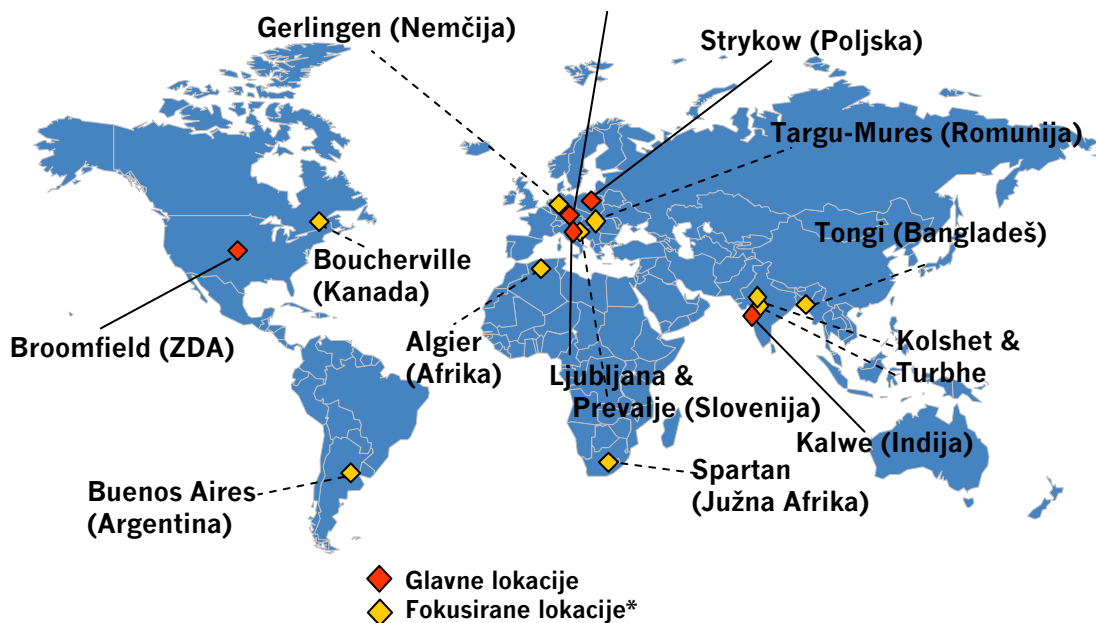 Gerlingen (Nemčija)
Strykow (Poljska)
Targu-Mures (Romunija)
Tongi (Bangladeš)
Boucherville
(Kanada)
Broomfield (ZDA)
Algier
(Afrika)
Ljubljana &
Prevalje (Slovenija)
Kolshet &
Turbhe
Kalwe (Indija)
Spartan
(Južna Afrika)
Buenos Aires
(Argentina)
Glavne lokacije
Fokusirane lokacije*